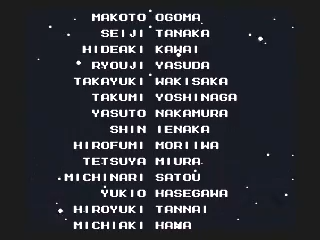 MAKOTO OGOMA
SEIJI TANAKA
HIDEAKI KAWAI
RYOUJI YASUDA
TAKAYUKI WAKISAKA
TAKUMI YOSHINAGA
YASUTO NAKAMURA
SHIN IENAKA
HIROFUMI MORIIWA
TETSUYA MIURA
MICHINARI SATOU
YUKIO HASEGAWA
HIROYUKI TANNAI
MICHIAKI HAWA